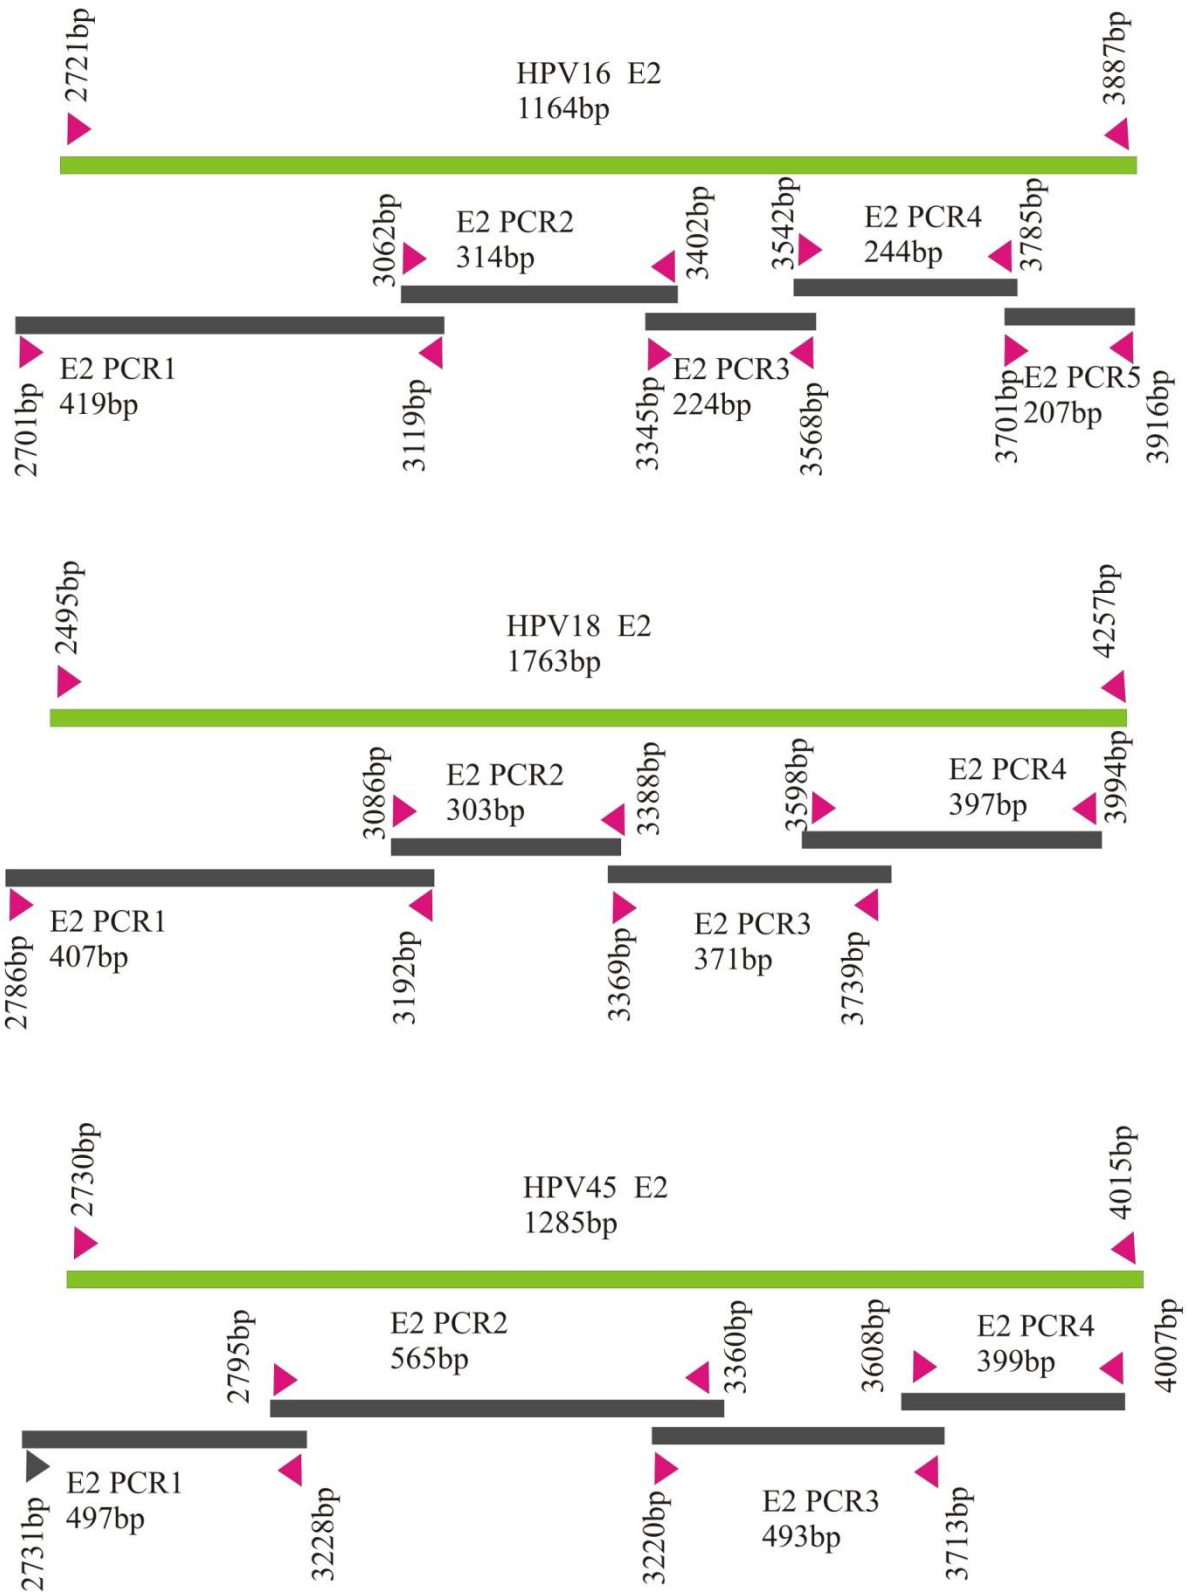 2721bp
HPV16 E2
1164bp
3887bp
3062bp
E2 PCR2
314bp
3402bp
3542bp
E2 PCR4
244bp
3785bp
2701bp
E2 PCR1
419bp
3119bp
3345bp
E2 PCR3
224bp
3568bp
3701bp
E2 PCR5
207bp
3916bp
2495bp
HPV18 E2
1763bp
4257bp
3086bp
E2 PCR2
303bp
3388bp
3598bp
E2 PCR4
397bp
3994bp
2786bp
E2 PCR1
407bp
3192bp
3369bp
E2 PCR3
371bp
3739bp
2730bp
HPV45 E2
1285bp
4015bp
2795bp
E2 PCR2
565bp
3360bp
3608bp
E2 PCR4
399bp
4007bp
2731bp
E2 PCR1
497bp
3228bp
3220bp
E2 PCR3
493bp
3713bp